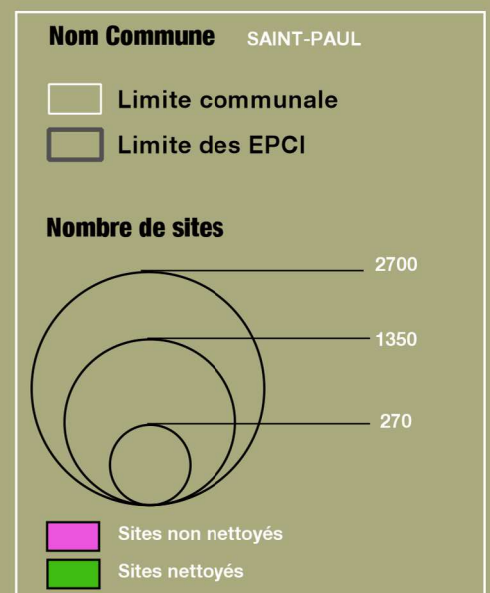 Nom Commune SAINT-PAUL
Limite communale
Limite des EPCI
Nombre de sites
2700
1350
270
Sites non nettoyés
Sites nettoyés